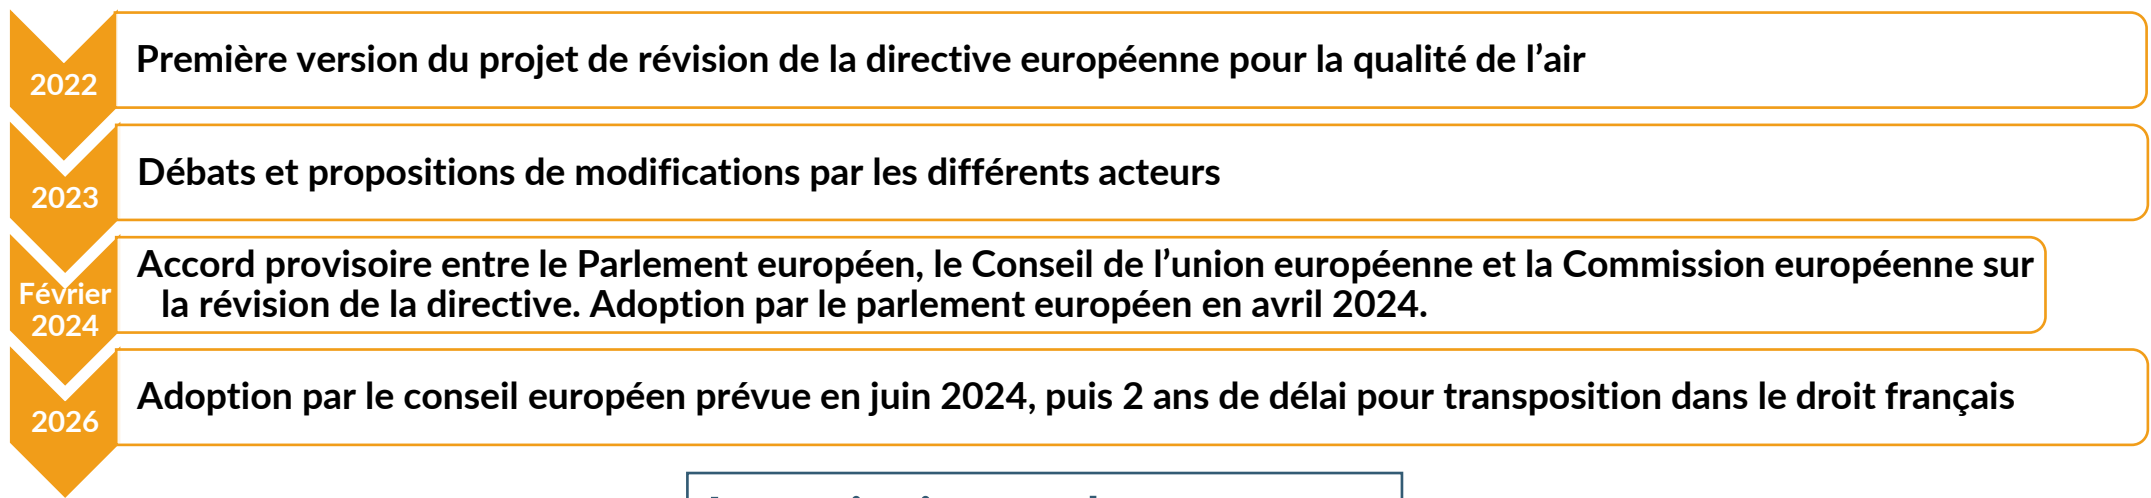 2022
Première version du projet de révision de la directive européenne pour la qualité de l’air
2023
Débats et propositions de modifications par les différents acteurs
Février
2024
Accord provisoire entre le Parlement européen, le Conseil de l’union européenne et la Commission européenne sur
la révision de la directive. Adoption par le parlement européen en avril 2024.
2026
Adoption par le conseil européen prévue en juin 2024, puis 2 ans de délai pour transposition dans le droit français